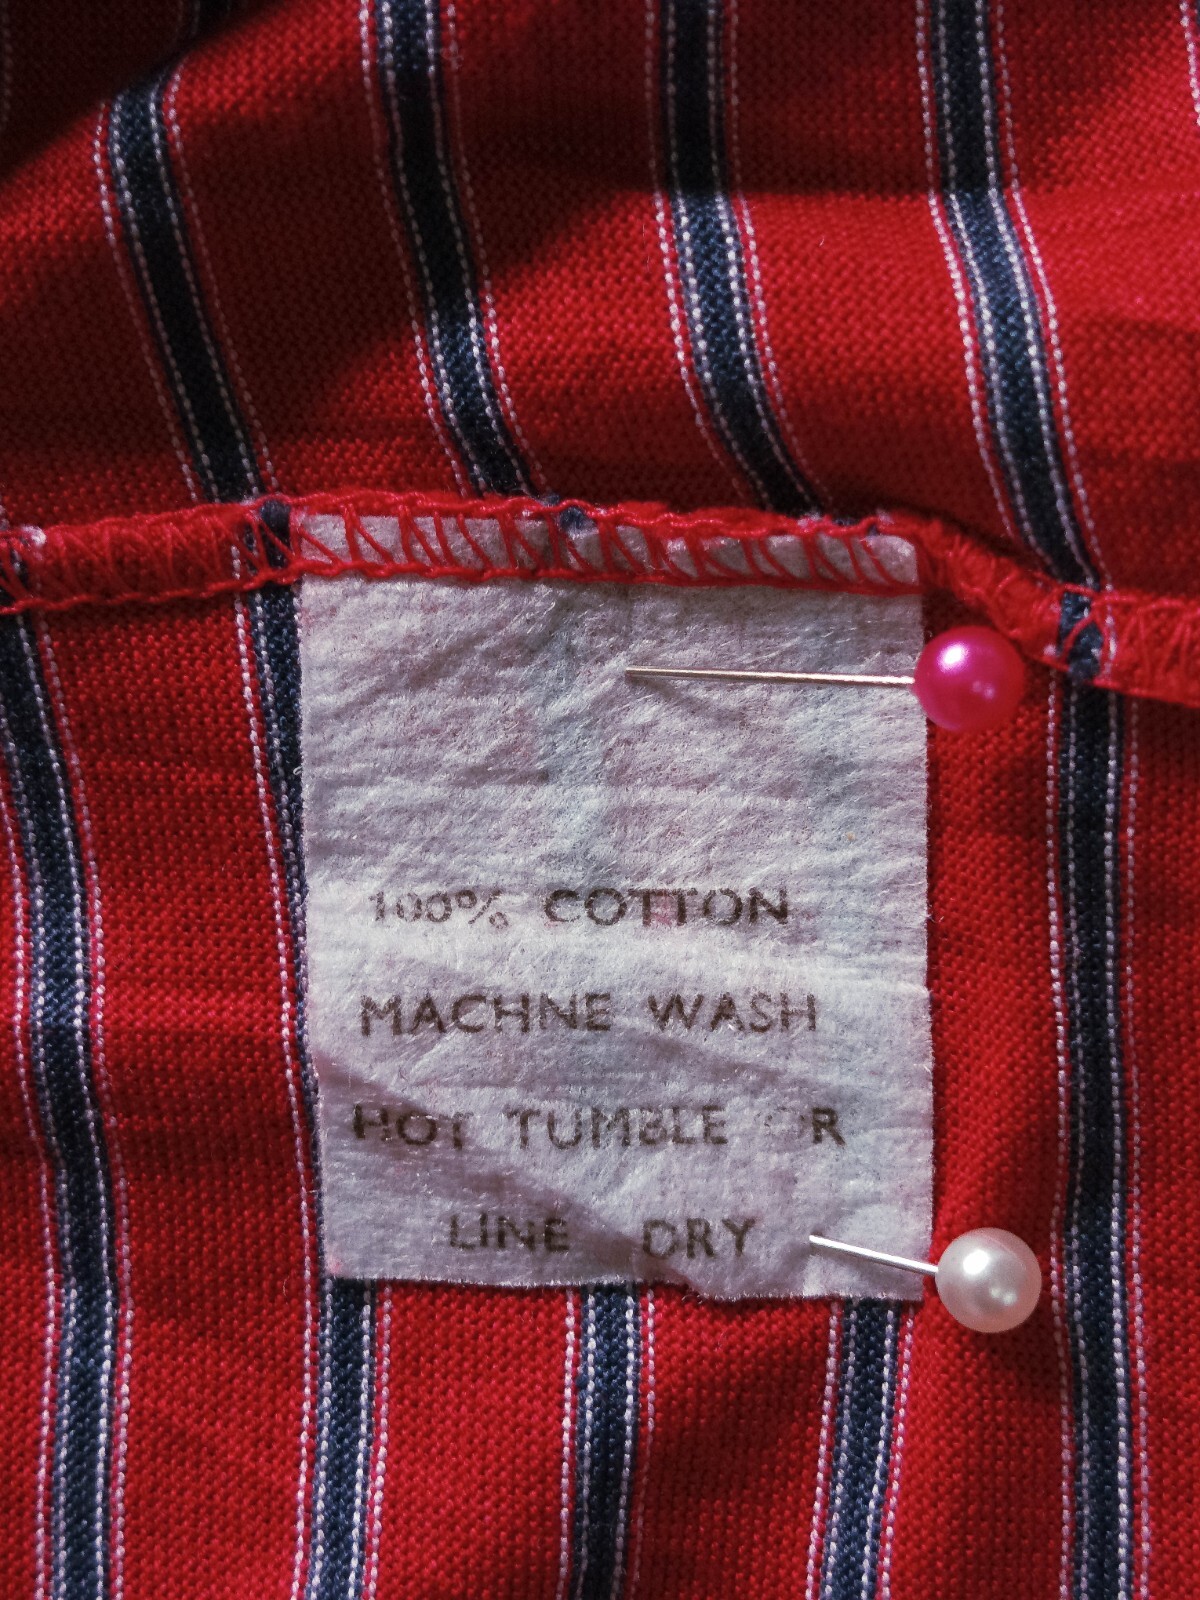 100% COTTON
MACHNE WASH
HOT TUMBLE OR
LINE DRY